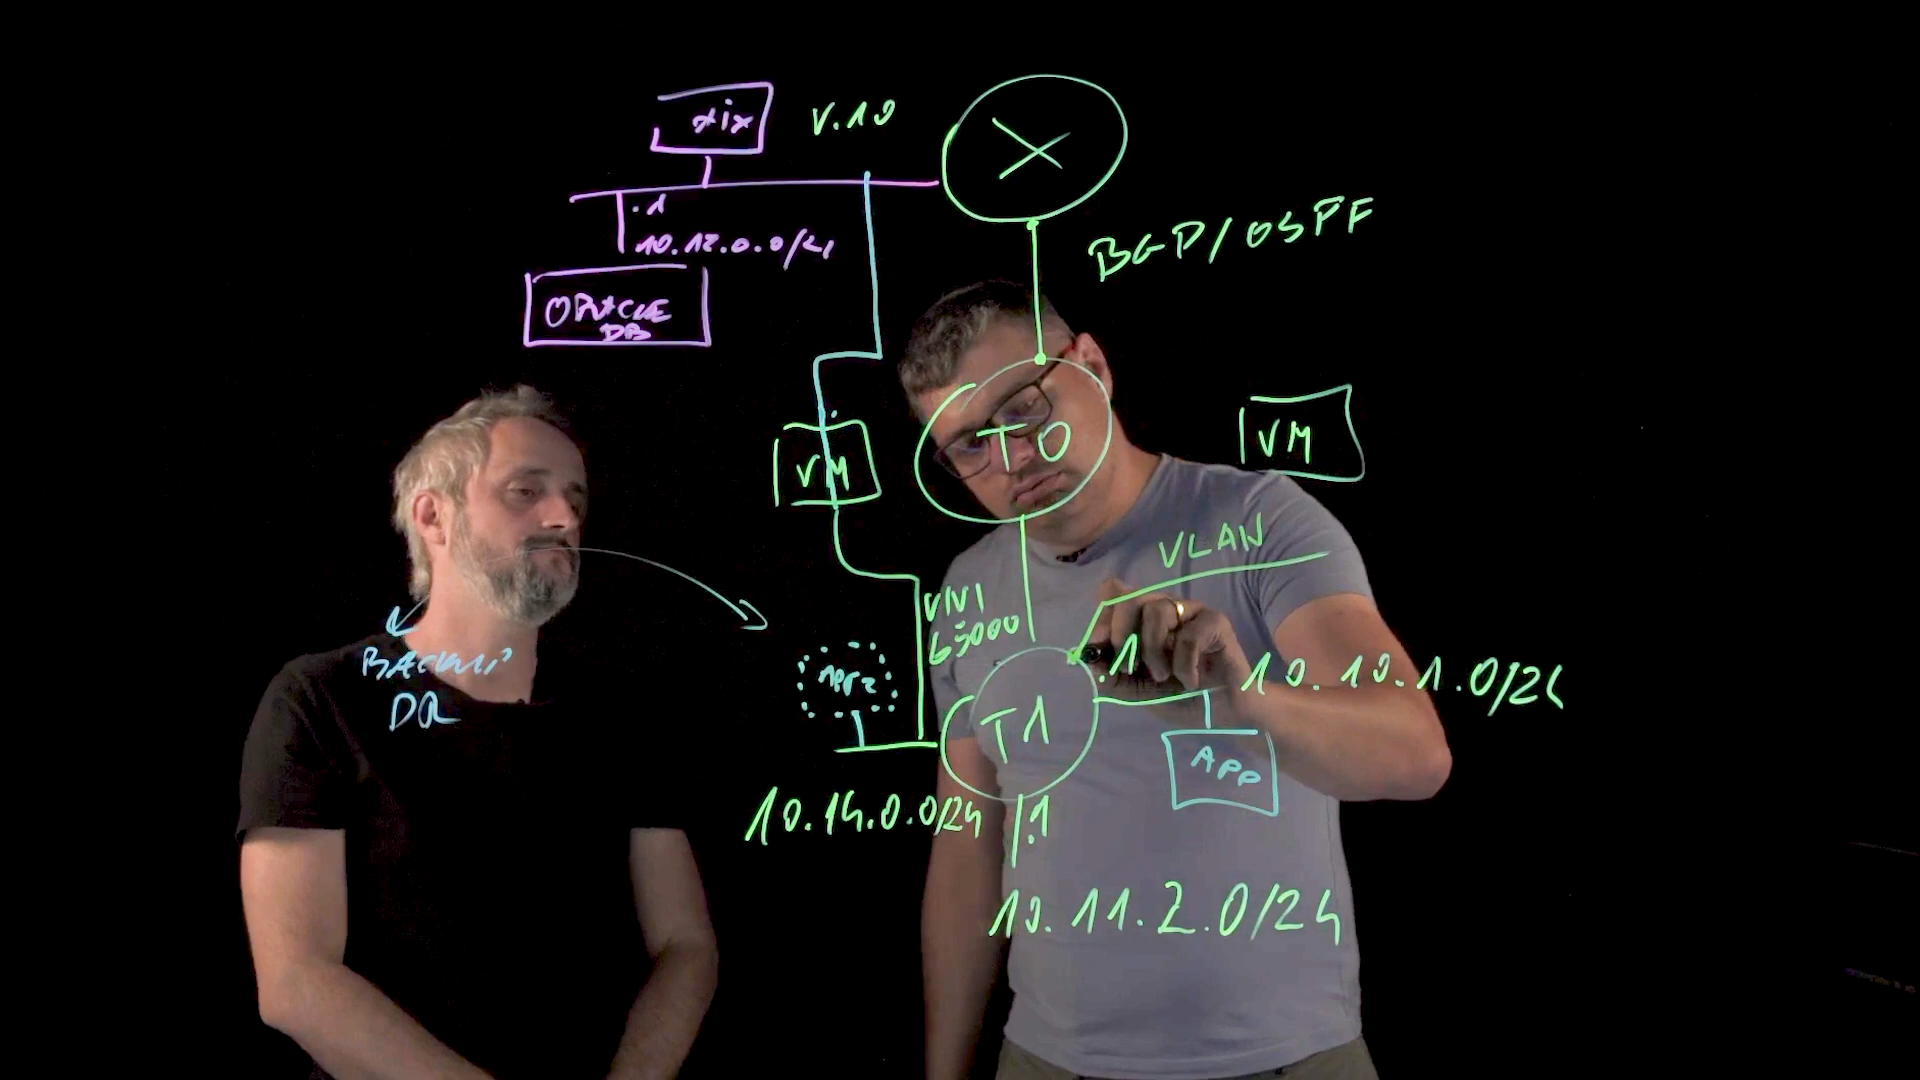 V.10
*ix
.1
10.12.0.0/24
ORACLE
DB
BGP/OSPF
T0
VM
VM
VLAN
VNI
65000
.1
10.10.1.0/24
BACKUP
DR
APP2
T1
APP
10.14.0.0/24
.1
10.11.2.0/24